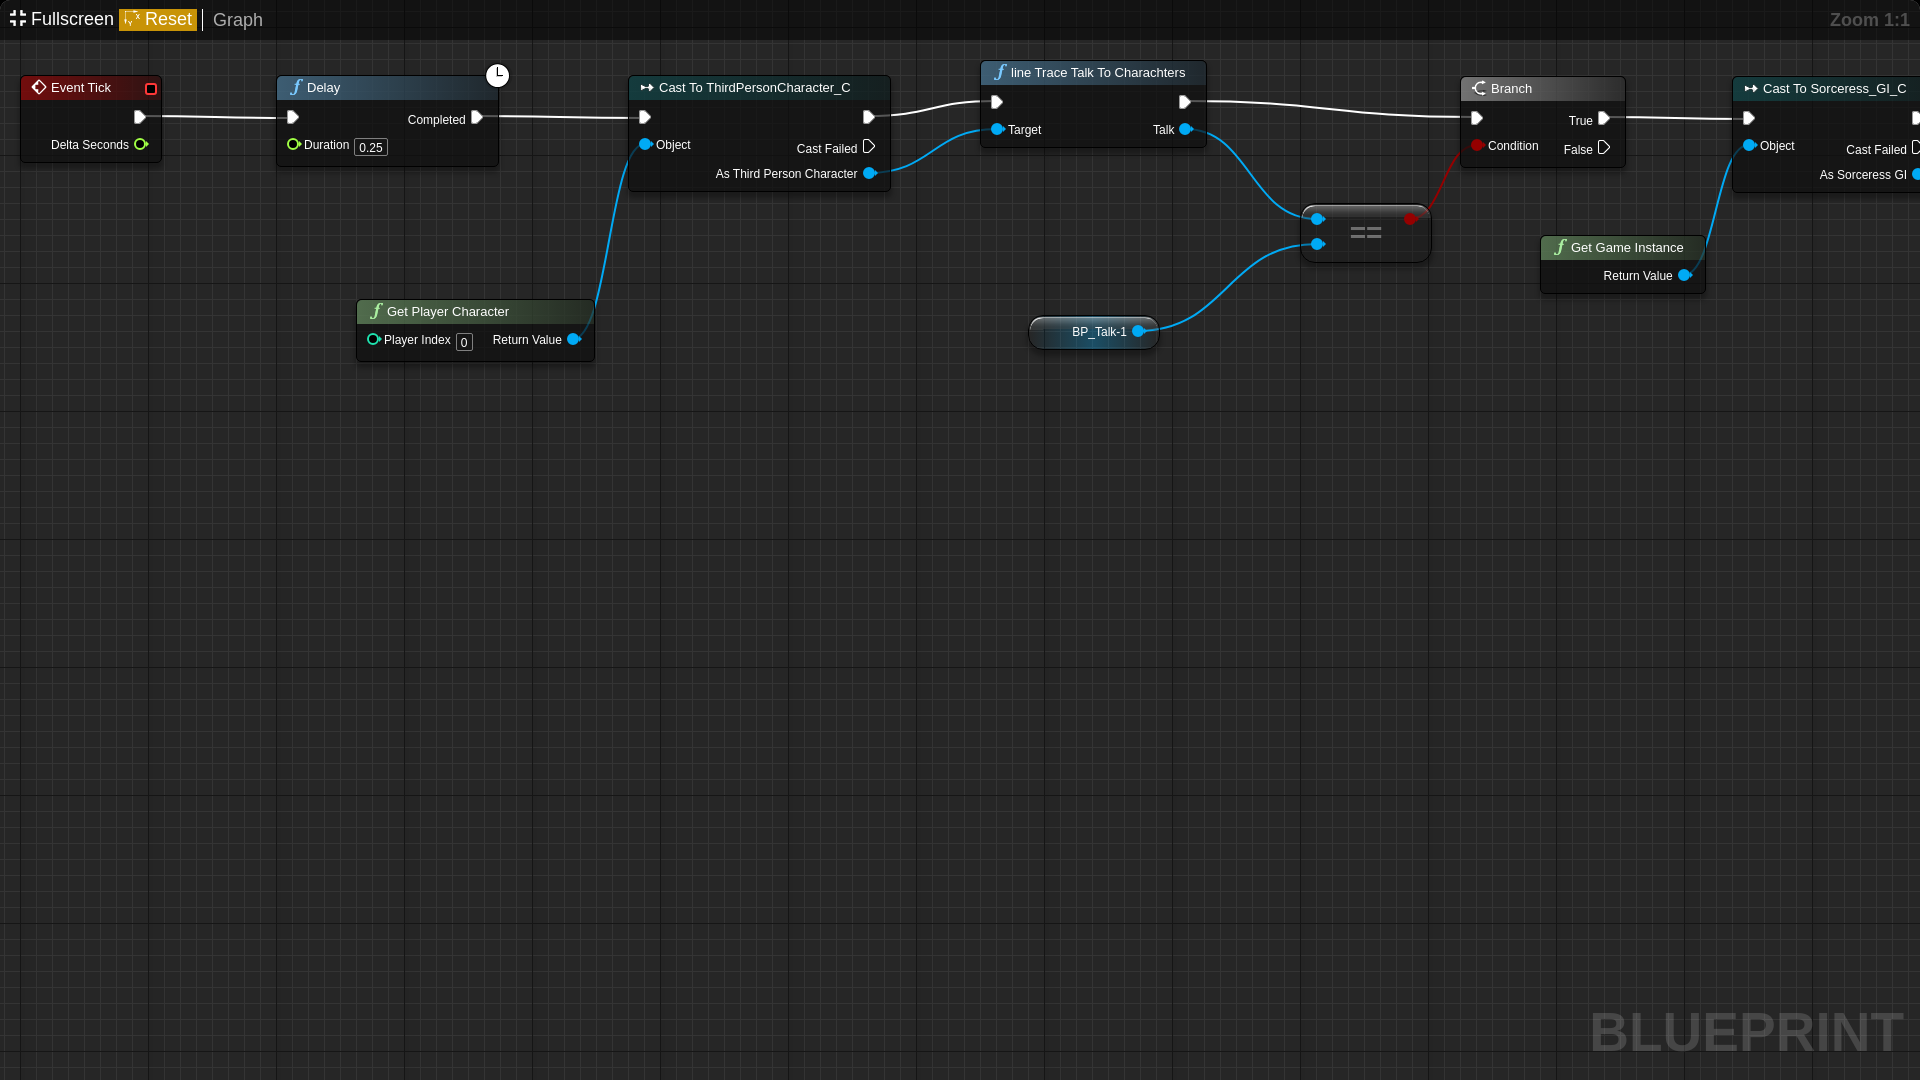 Fullscreen Reset Graph Zoom 1:1
Event Tick
Delta Seconds
Delay
Completed
Duration 0.25
Cast To ThirdPersonCharacter_C
Object
Cast Failed
As Third Person Character
line Trace Talk To Charachters
Target Talk
Branch
True
Condition False
Cast To Sorceress_GI_C
Object
Cast Failed
As Sorceress GI
==
Get Game Instance
Return Value
Get Player Character
Player Index 0 Return Value
BP_Talk-1
BLUEPRINT